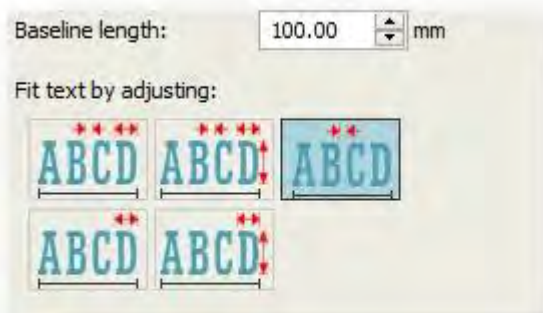 Baseline length: 100.00 mm
Fit text by adjusting:
ABCD ABCD ABCD
ABCD ABCD